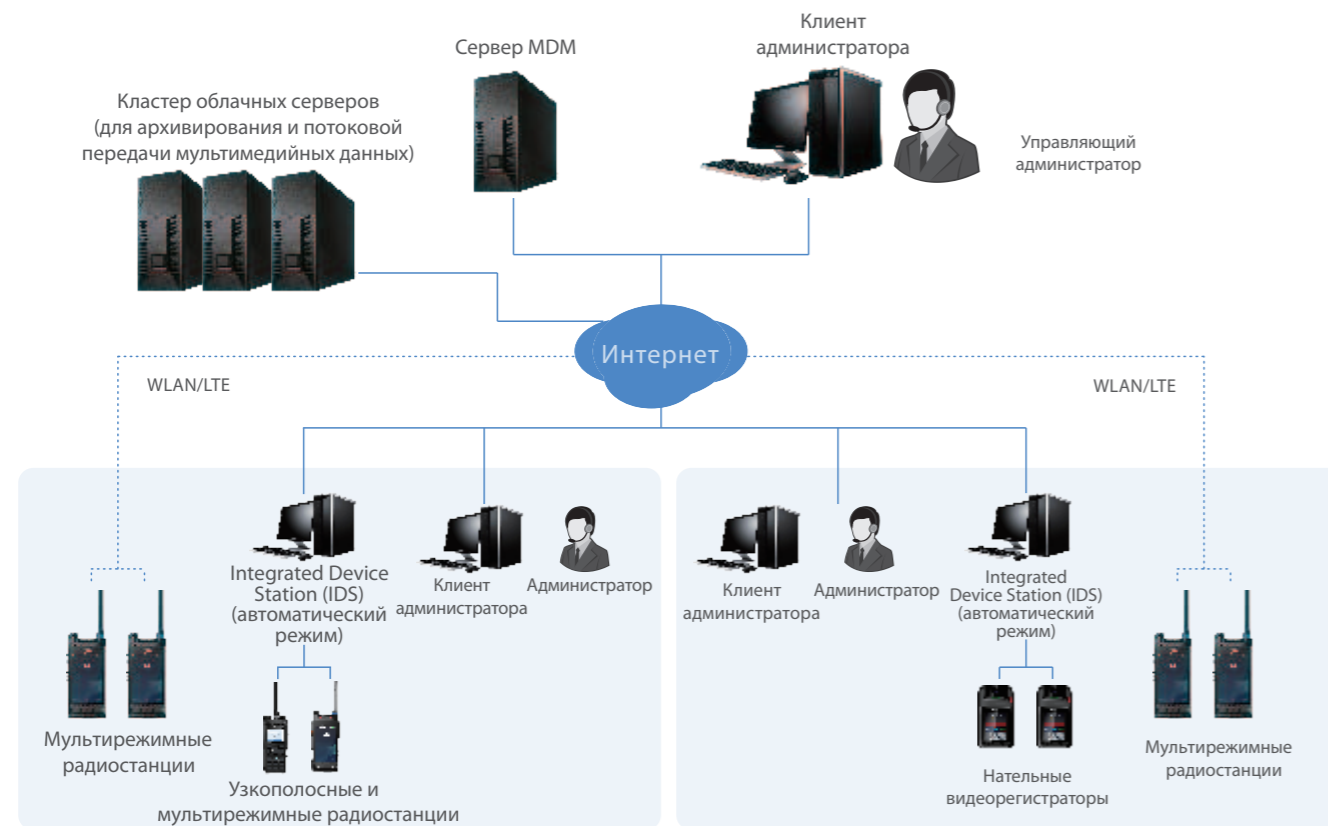 Клиент
администратора
Сервер MDM
Кластер облачных серверов
(для архивирования и потоковой
передачи мультимедийных данных)
Управляющий
администратор
Интернет
WLAN/LTE
WLAN/LTE
Integrated Device
Station (IDS)
(автоматический
режим)
Клиент
администратора
Администратор
Клиент
администратора
Администратор
Integrated
Device Station (IDS)
(автоматический
режим)
Мультирежимные
радиостанции
Узкополосные и
мультирежимные радиостанции
Нательные
видеорегистраторы
Мультирежимные
радиостанции